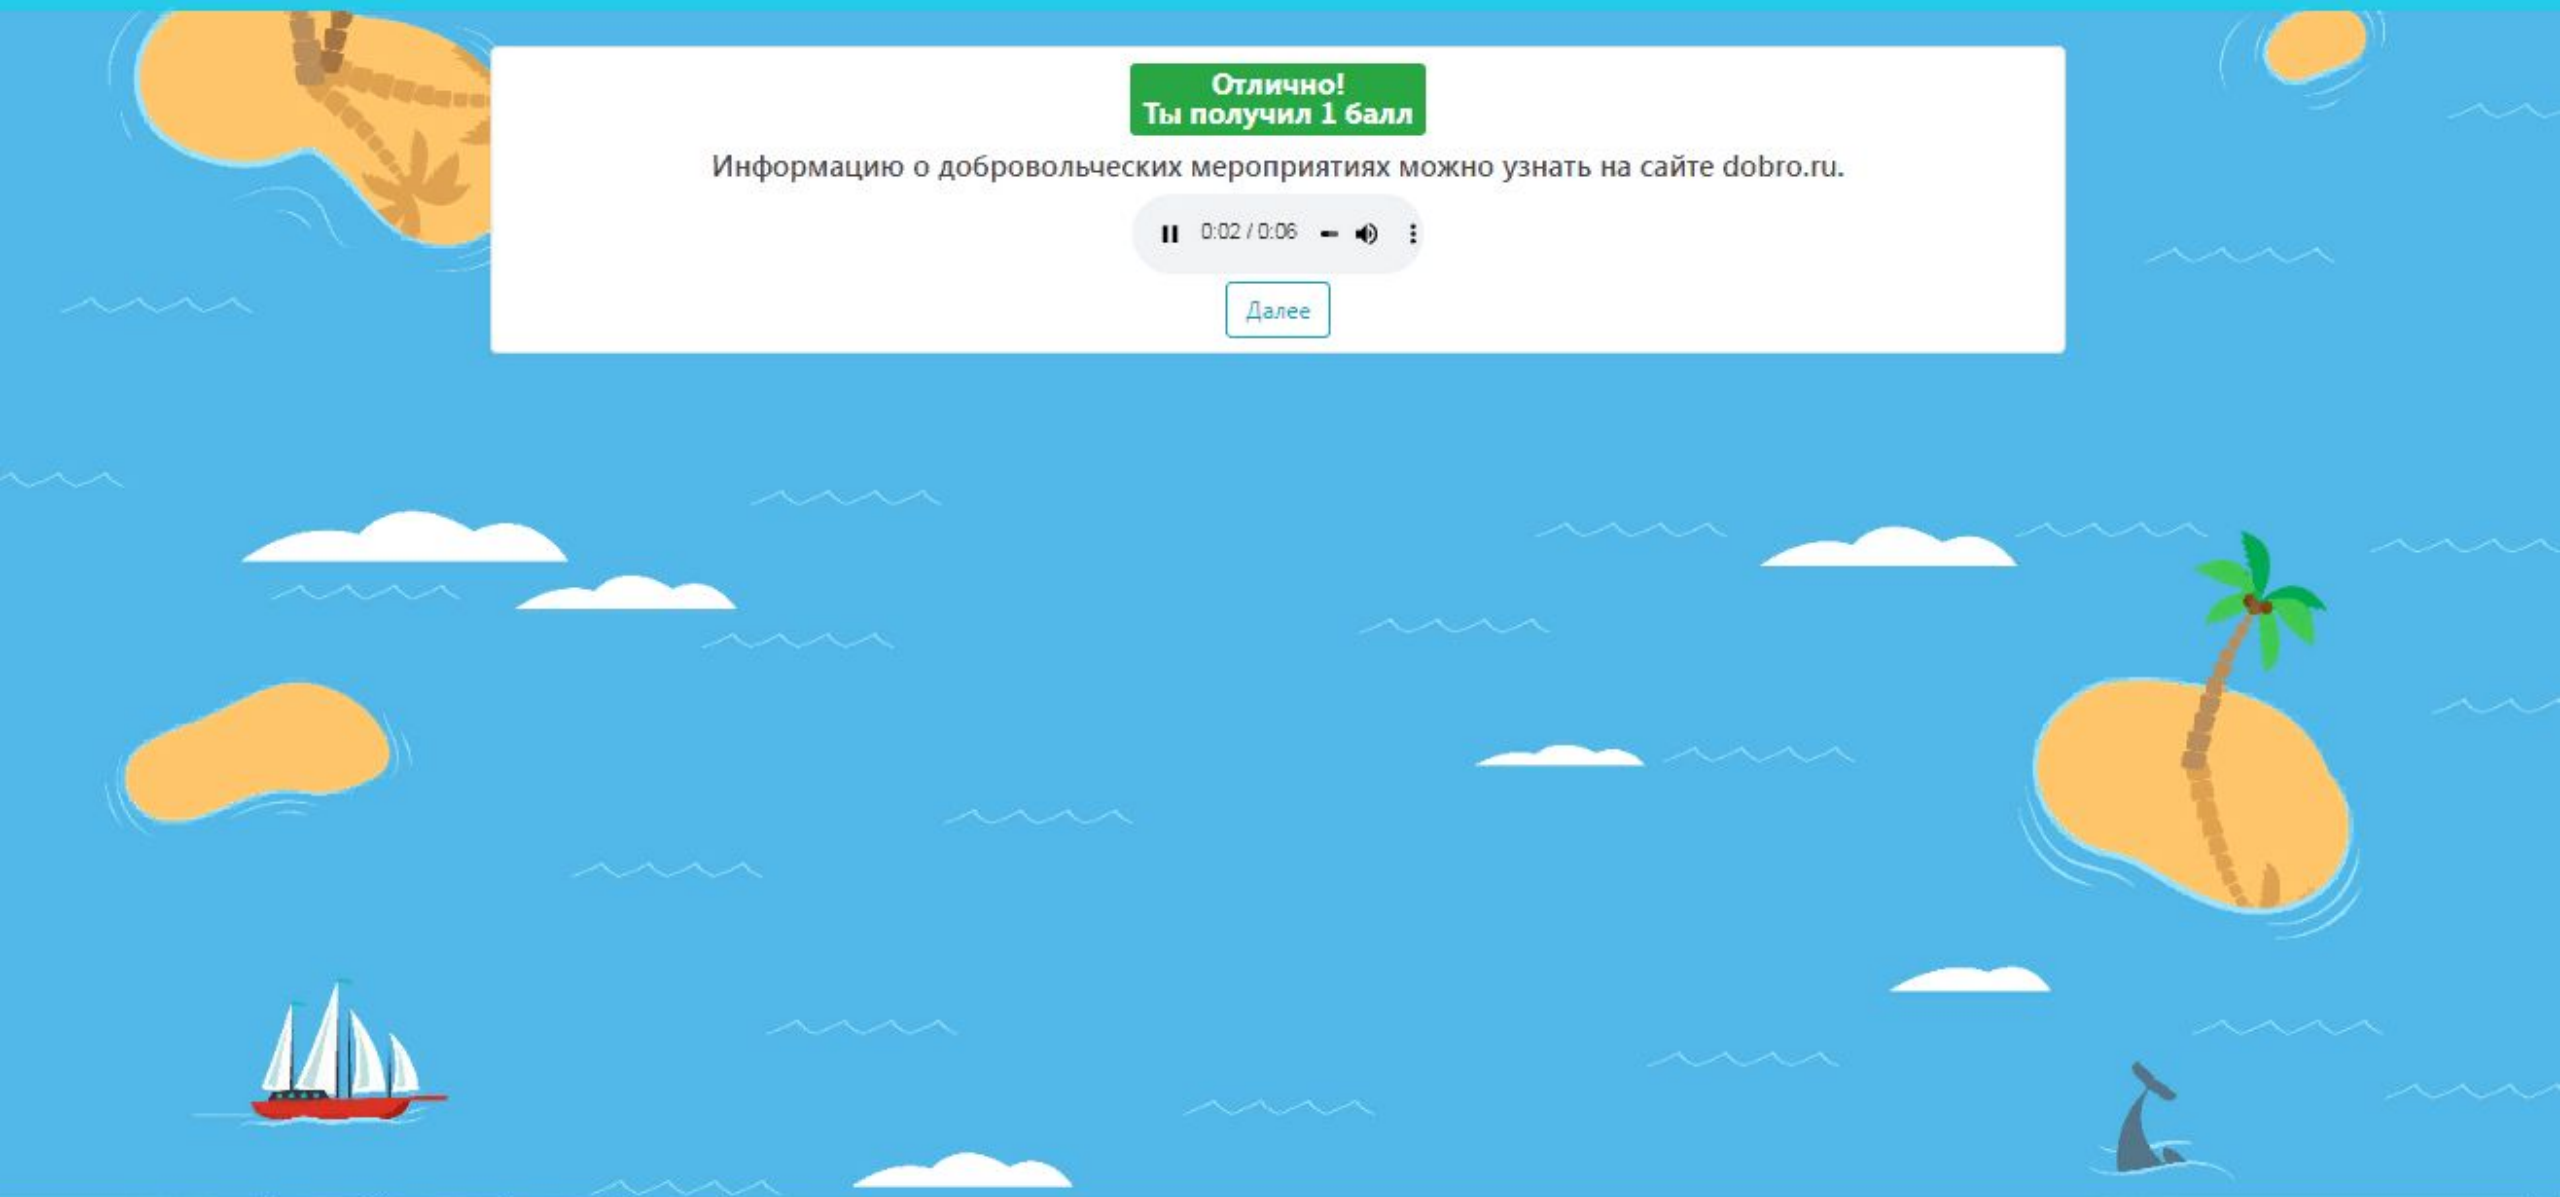 Отлично!
Ты получил 1 балл
Информацию о добровольческих мероприятиях можно узнать на сайте dobro.ru.
0:02 / 0:06
Далее